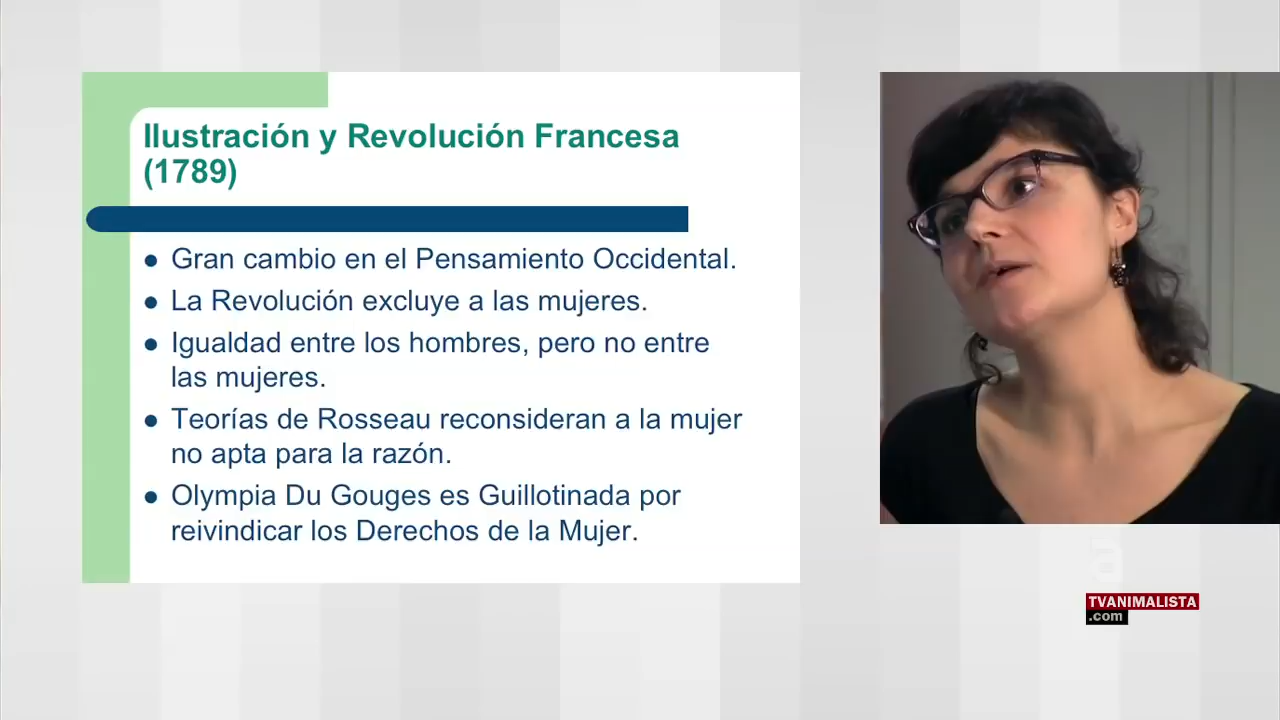 Ilustración y Revolución Francesa
(1789)
Gran cambio en el Pensamiento Occidental.
La Revolución excluye a las mujeres.
Igualdad entre los hombres, pero no entre
las mujeres.
Teorías de Rosseau reconsideran a la mujer
no apta para la razón.
Olympia Du Gouges es Guillotinada por
reivindicar los Derechos de la Mujer.
a
TVANIMALISTA
.com